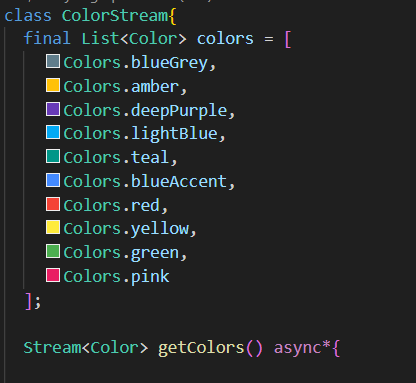 class ColorStream{
final List<Color> colors = [
Colors.blueGrey,
Colors.amber,
Colors.deepPurple,
Colors.lightBlue,
Colors.teal,
Colors.blueAccent,
Colors.red,
Colors.yellow,
Colors.green,
Colors.pink
];
Stream<Color> getColors() async*{